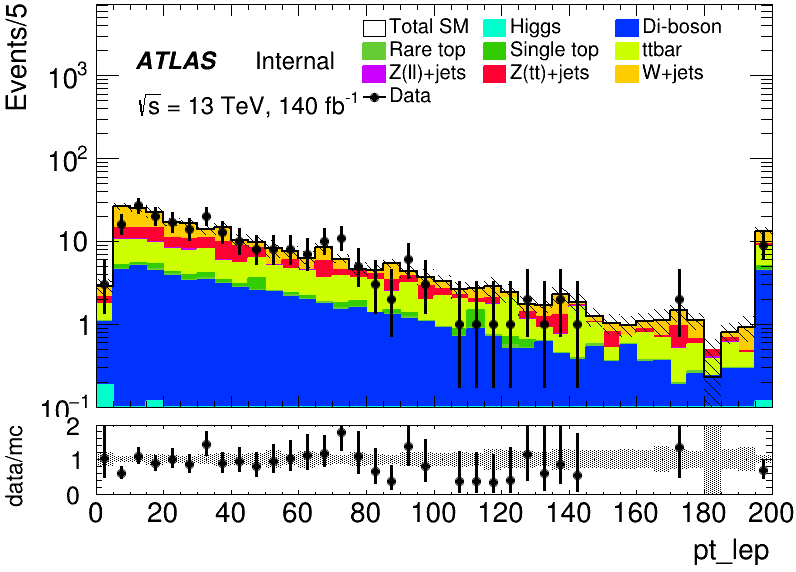 Events/5
10³
10²
10
1
10⁻¹
ATLAS Internal
√s = 13 TeV, 140 fb⁻¹
Total SM Higgs Di-boson
Rare top Single top ttbar
Z(ll)+jets Z(tt)+jets W+jets
Data
data/mc
2
1
0
0 20 40 60 80 100 120 140 160 180 200
pt_lep